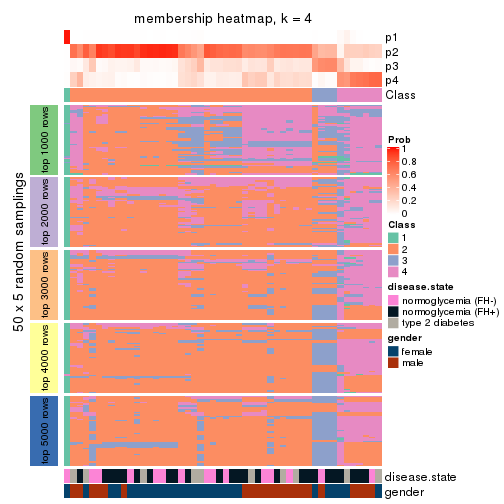 membership heatmap, k = 4
p1
p2
p3
p4
Class
50 x 5 random samplings
top 1000 rows
top 2000 rows
top 3000 rows
top 4000 rows
top 5000 rows
Prob
1
0.8
0.6
0.4
0.2
0
Class
1
2
3
4
disease.state
normoglycemia (FH-)
normoglycemia (FH+)
type 2 diabetes
gender
female
male
disease.state
gender